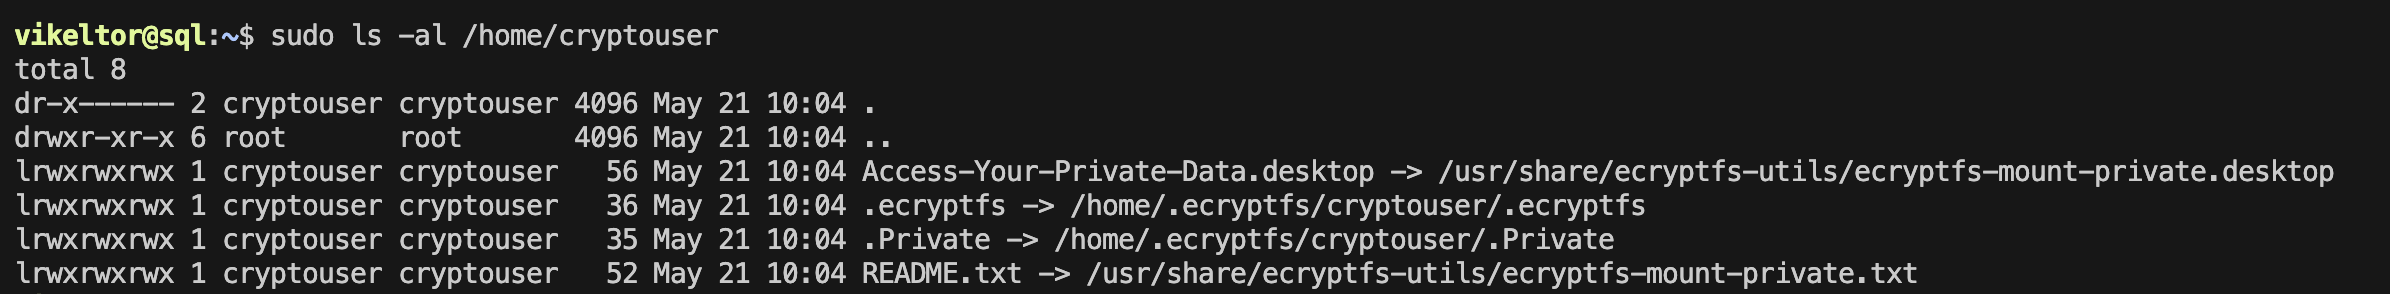 vikeltor@sql:~$ sudo ls -al /home/cryptouser
total 8
dr-x------ 2 cryptouser cryptouser 4096 May 21 10:04 .
drwxr-xr-x 6 root       root       4096 May 21 10:04 ..
lrwxrwxrwx 1 cryptouser cryptouser   56 May 21 10:04 Access-Your-Private-Data.desktop -> /usr/share/ecryptfs-utils/ecryptfs-mount-private.desktop
lrwxrwxrwx 1 cryptouser cryptouser   36 May 21 10:04 .ecryptfs -> /home/.ecryptfs/cryptouser/.ecryptfs
lrwxrwxrwx 1 cryptouser cryptouser   35 May 21 10:04 .Private -> /home/.ecryptfs/cryptouser/.Private
lrwxrwxrwx 1 cryptouser cryptouser   52 May 21 10:04 README.txt -> /usr/share/ecryptfs-utils/ecryptfs-mount-private.txt